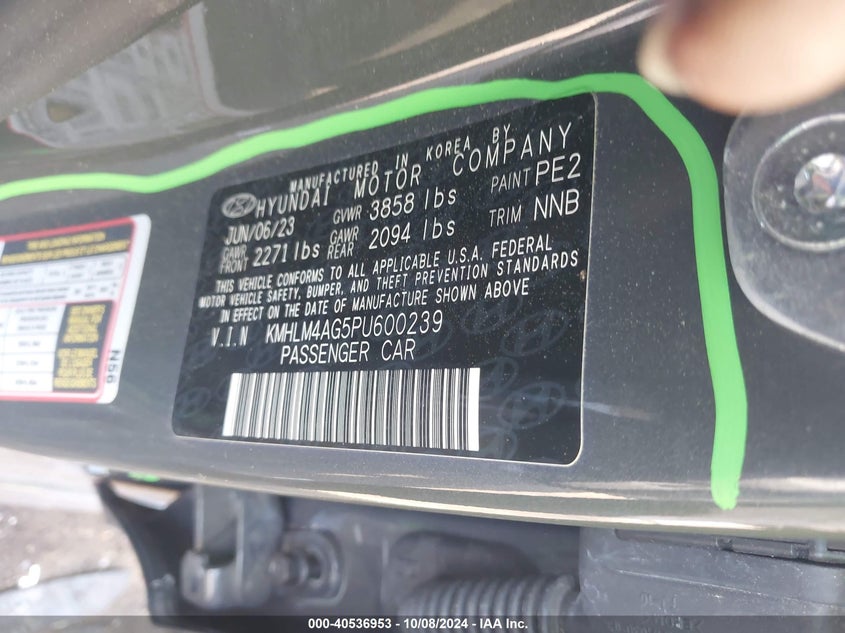 MANUFACTURED IN KOREA BY
HYUNDAI MOTOR COMPANY
JUN/06/23 GVWR 3858 lbs PAINT PE2
GAWR FRONT 2271 lbs GAWR REAR 2094 lbs TRIM NNB
THIS VEHICLE CONFORMS TO ALL APPLICABLE U.S.A. FEDERAL
MOTOR VEHICLE SAFETY, BUMPER, AND THEFT PREVENTION STANDARDS
IN EFFECT ON THE DATE OF MANUFACTURE SHOWN ABOVE
V.I.N KMHLM4AG5PU600239
PASSENGER CAR
N56
000-40536953 - 10/08/2024 - IAA, Inc.